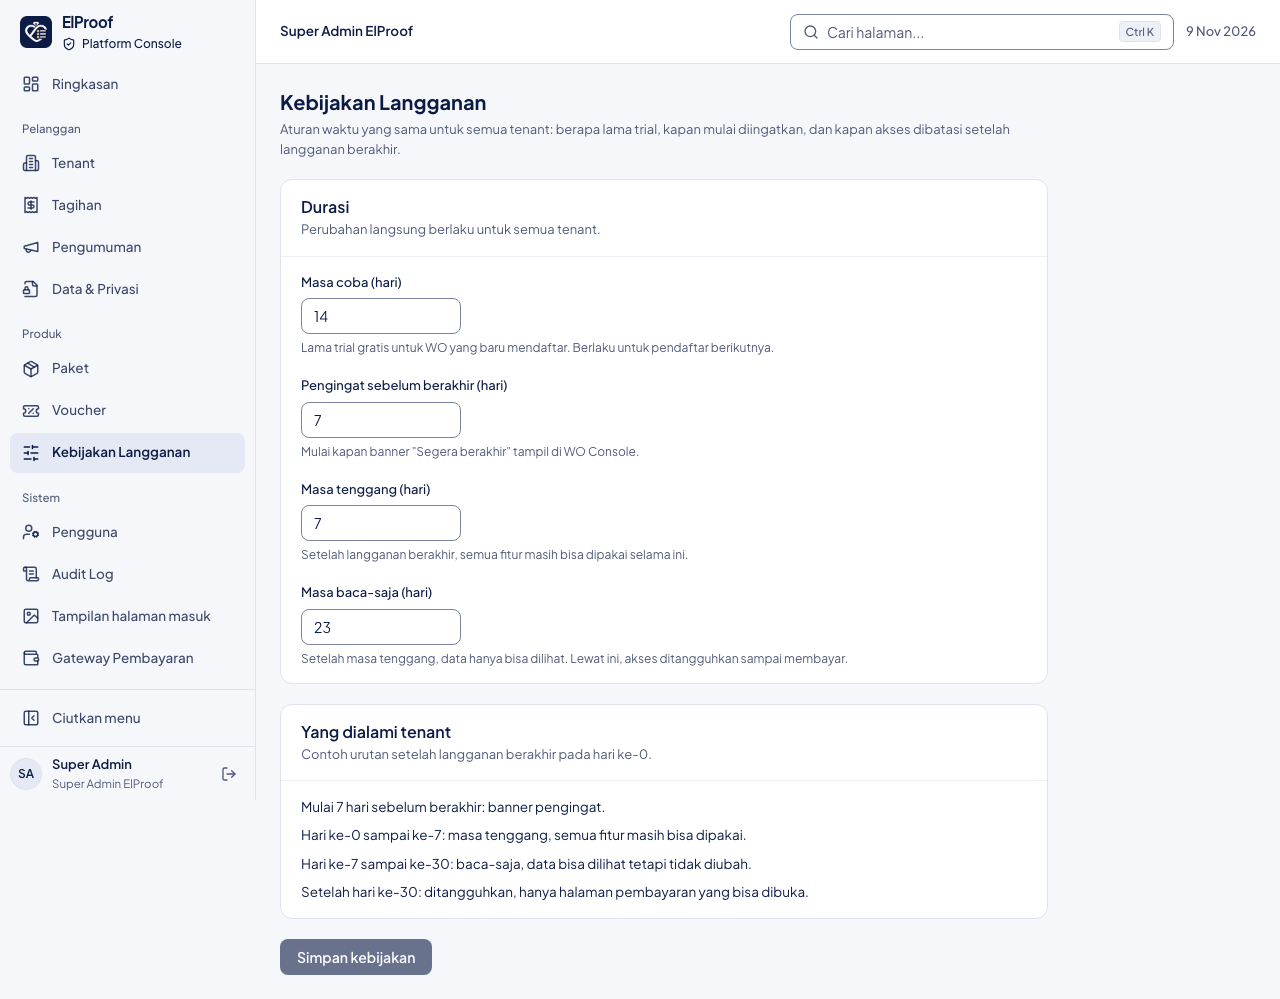 ElProof
Platform Console
Ringkasan
Pelanggan
Tenant
Tagihan
Pengumuman
Data & Privasi
Produk
Paket
Voucher
Kebijakan Langganan
Sistem
Pengguna
Audit Log
Tampilan halaman masuk
Gateway Pembayaran
Ciutkan menu
SA
Super Admin
Super Admin ElProof
Super Admin ElProof
Cari halaman...
Ctrl K
9 Nov 2026
Kebijakan Langganan
Aturan waktu yang sama untuk semua tenant: berapa lama trial, kapan mulai diingatkan, dan kapan akses dibatasi setelah
langganan berakhir.
Durasi
Perubahan langsung berlaku untuk semua tenant.
Masa coba (hari)
14
Lama trial gratis untuk WO yang baru mendaftar. Berlaku untuk pendaftar berikutnya.
Pengingat sebelum berakhir (hari)
7
Mulai kapan banner "Segera berakhir" tampil di WO Console.
Masa tenggang (hari)
7
Setelah langganan berakhir, semua fitur masih bisa dipakai selama ini.
Masa baca-saja (hari)
23
Setelah masa tenggang, data hanya bisa dilihat. Lewat ini, akses ditangguhkan sampai membayar.
Yang dialami tenant
Contoh urutan setelah langganan berakhir pada hari ke-0.
Mulai 7 hari sebelum berakhir: banner pengingat.
Hari ke-0 sampai ke-7: masa tenggang, semua fitur masih bisa dipakai.
Hari ke-7 sampai ke-30: baca-saja, data bisa dilihat tetapi tidak diubah.
Setelah hari ke-30: ditangguhkan, hanya halaman pembayaran yang bisa dibuka.
Simpan kebijakan